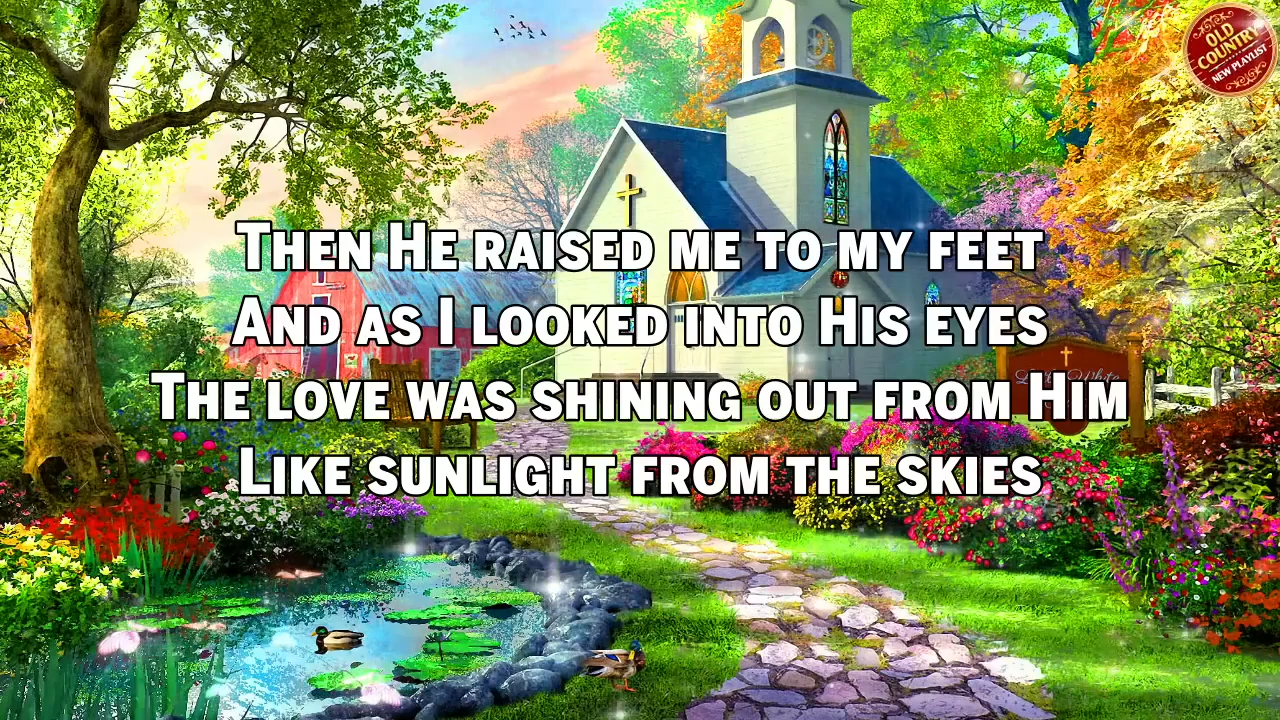 OLD
COUNTRY
NEW PLAYLIST
THEN HE RAISED ME TO MY FEET
AND AS I LOOKED INTO HIS EYES
THE LOVE WAS SHINING OUT FROM HIM
LIKE SUNLIGHT FROM THE SKIES
White